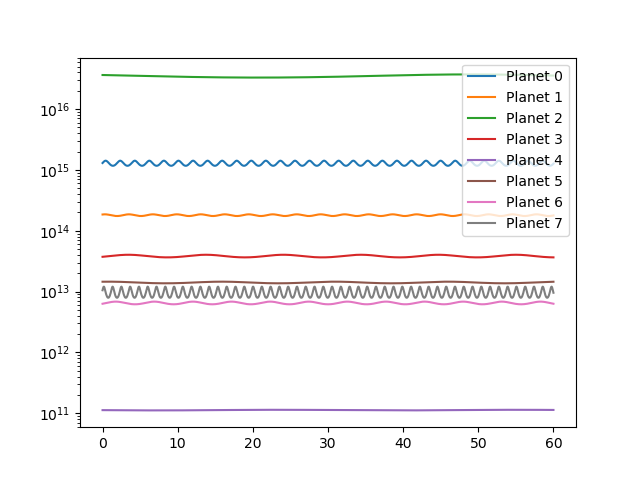 10^16
10^15
10^14
10^13
10^12
10^11
0
10
20
30
40
50
60
Planet 0
Planet 1
Planet 2
Planet 3
Planet 4
Planet 5
Planet 6
Planet 7